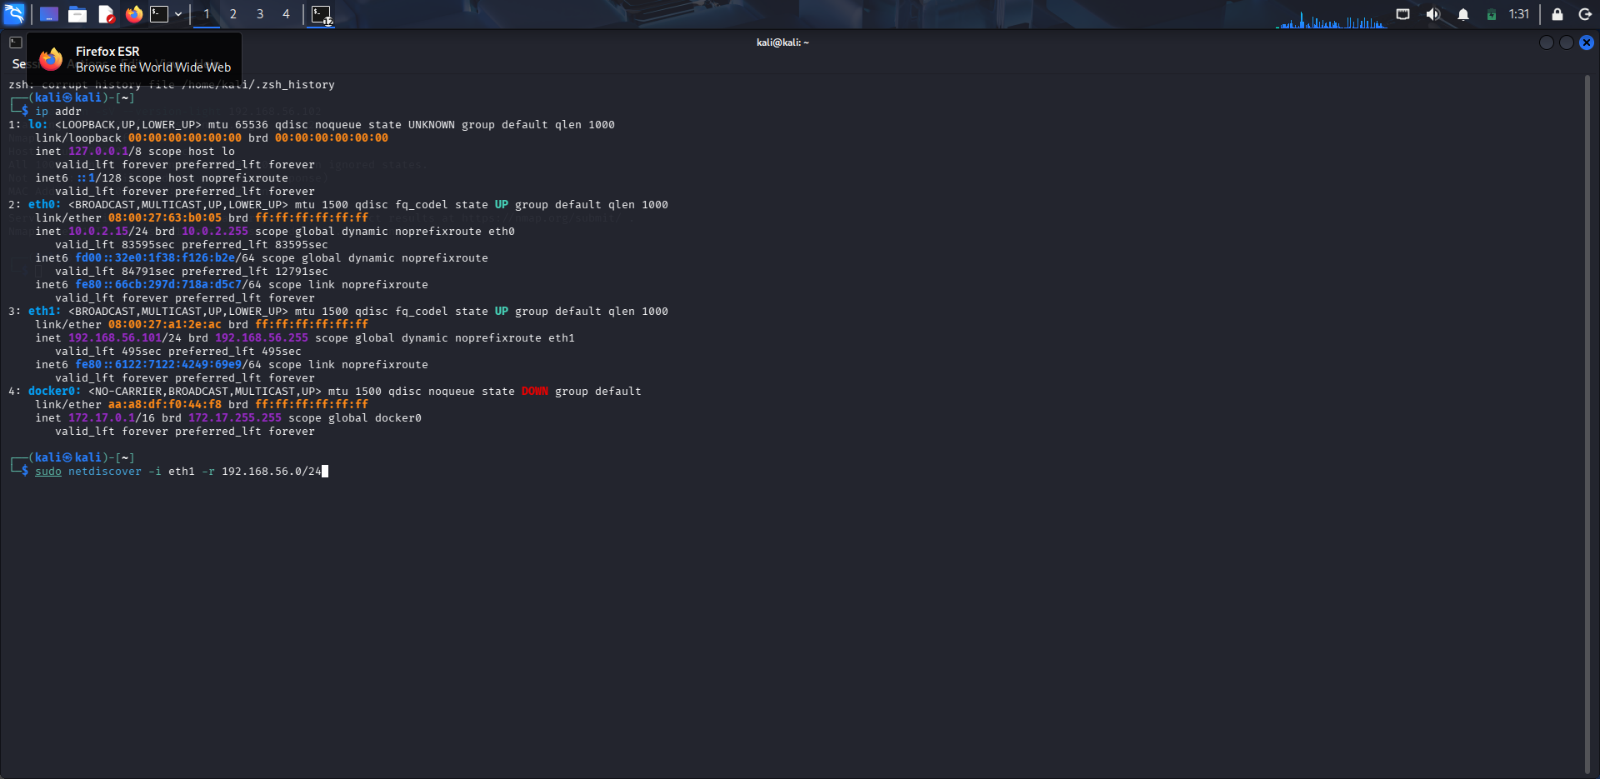 1 2 3 4 12 1:31
kali@kali: ~
Firefox ESR
Browse the World Wide Web
zsh: corrupt history file /home/kali/.zsh_history
┌──(kali㉿kali)-[~]
└─$ ip addr
1: lo: <LOOPBACK,UP,LOWER_UP> mtu 65536 qdisc noqueue state UNKNOWN group default qlen 1000
link/loopback 00:00:00:00:00:00 brd 00:00:00:00:00:00
inet 127.0.0.1/8 scope host lo
valid_lft forever preferred_lft forever
inet6 ::1/128 scope host noprefixroute
valid_lft forever preferred_lft forever
2: eth0: <BROADCAST,MULTICAST,UP,LOWER_UP> mtu 1500 qdisc fq_codel state UP group default qlen 1000
link/ether 08:00:27:63:b0:05 brd ff:ff:ff:ff:ff:ff
inet 10.0.2.15/24 brd 10.0.2.255 scope global dynamic noprefixroute eth0
valid_lft 83595sec preferred_lft 83595sec
inet6 fd00::32e0:1f38:f126:b2e/64 scope global dynamic noprefixroute
valid_lft 84791sec preferred_lft 12791sec
inet6 fe80::66cb:297d:718a:d5c7/64 scope link noprefixroute
valid_lft forever preferred_lft forever
3: eth1: <BROADCAST,MULTICAST,UP,LOWER_UP> mtu 1500 qdisc fq_codel state UP group default qlen 1000
link/ether 08:00:27:a1:2e:ac brd ff:ff:ff:ff:ff:ff
inet 192.168.56.101/24 brd 192.168.56.255 scope global dynamic noprefixroute eth1
valid_lft 495sec preferred_lft 495sec
inet6 fe80::6122:7122:4249:69e9/64 scope link noprefixroute
valid_lft forever preferred_lft forever
4: docker0: <NO-CARRIER,BROADCAST,MULTICAST,UP> mtu 1500 qdisc noqueue state DOWN group default
link/ether aa:a8:df:f0:44:f8 brd ff:ff:ff:ff:ff:ff
inet 172.17.0.1/16 brd 172.17.255.255 scope global docker0
valid_lft forever preferred_lft forever
┌──(kali㉿kali)-[~]
└─$ sudo netdiscover -i eth1 -r 192.168.56.0/24